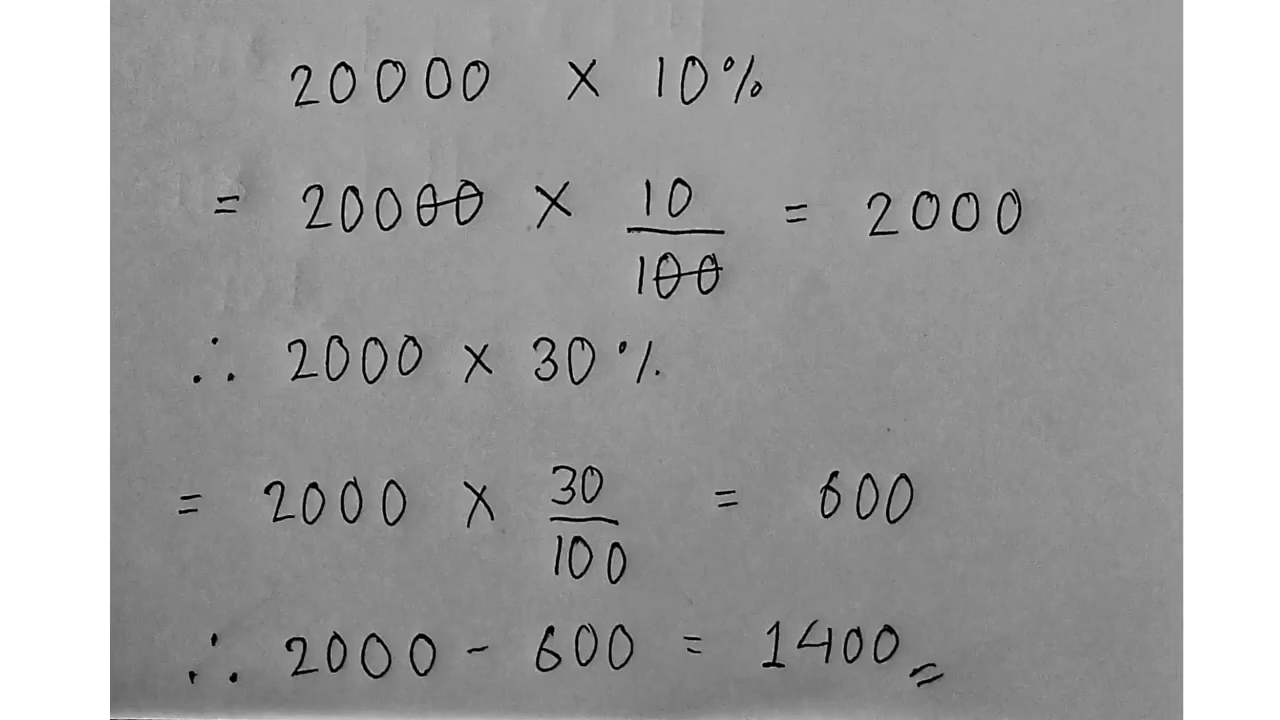 20000 × 10%
= 20000 × 10/100 = 2000
∴ 2000 × 30%
= 2000 × 30/100 = 600
∴ 2000 - 600 = 1400